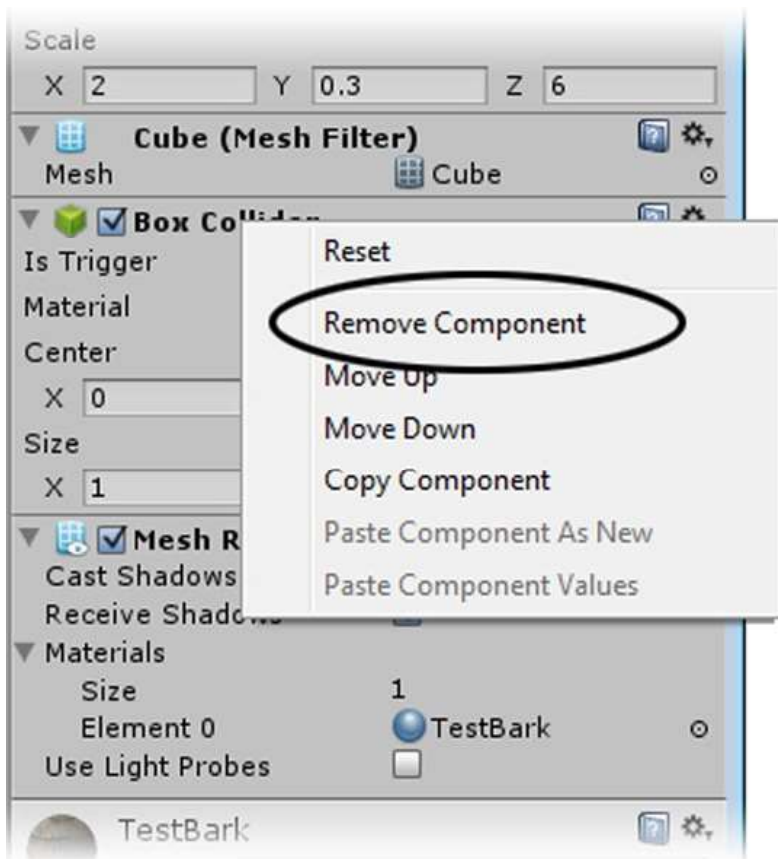 Scale
X 2 Y 0.3 Z 6
Cube (Mesh Filter)
Mesh Cube
Box Collider
Is Trigger
Reset
Material
Remove Component
Center
Move Up
X 0
Move Down
Size
Copy Component
X 1
Mesh R
Paste Component As New
Cast Shadows
Paste Component Values
Receive Shadows
Materials
Size 1
Element 0 TestBark
Use Light Probes
TestBark